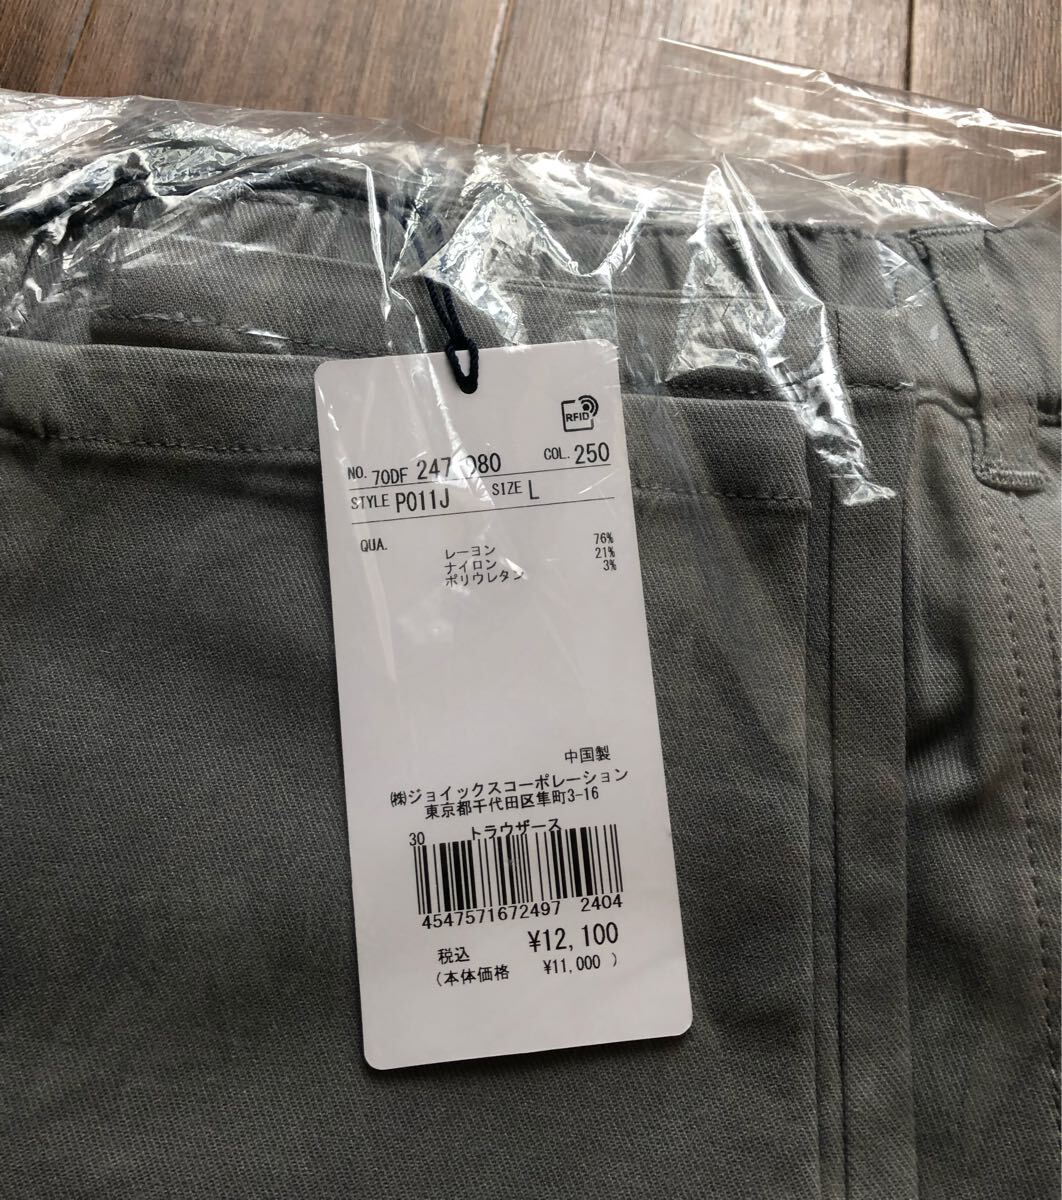 RFID
NO. 70DF COL. 250
STYLE P011J SIZE L
QUA. レーヨン 76%
ナイロン 21%
ポリウレタン 3%
中国製
㈱ジョイックスコーポレーション
東京都千代田区隼町3-16
30 トラウザース
4547571672497 2404
税込 ¥12,100
(本体価格 ¥11,000 )